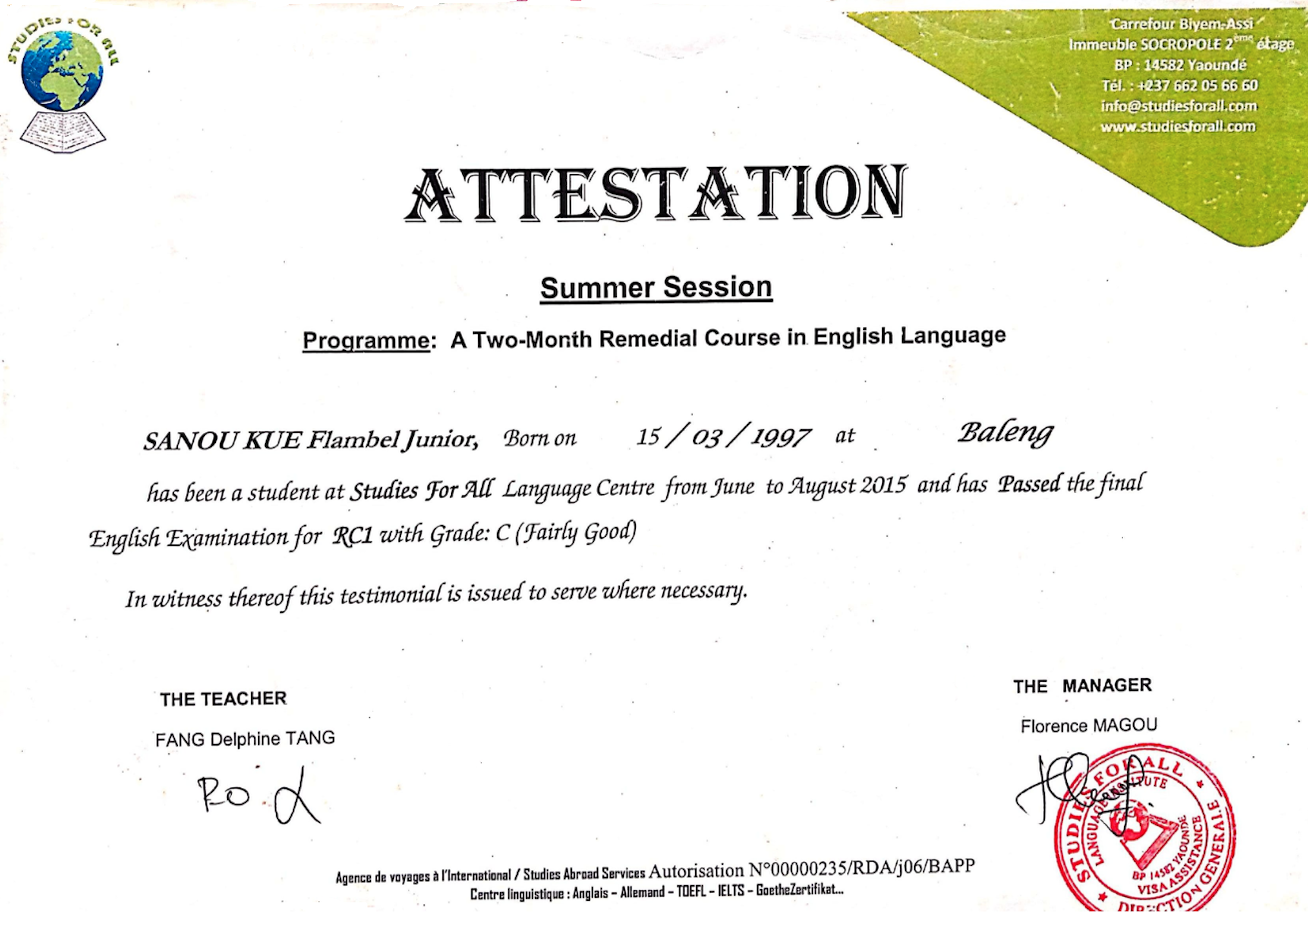 STUDIES FOR ALL
Carrefour Biyem-Assi
Immeuble SOCROPOLE 2ème étage
BP : 14582 Yaoundé
Tél. : +237 662 05 66 60
info@studiesforall.com
www.studiesforall.com
ATTESTATION
Summer Session
Programme: A Two-Month Remedial Course in English Language
SANOU KUE Flambel Junior, Born on 15 / 03 / 1997 at Baleng
has been a student at Studies For All Language Centre from June to August 2015 and has Passed the final
English Examination for RC1 with Grade: C (Fairly Good)
In witness thereof this testimonial is issued to serve where necessary.
THE TEACHER
FANG Delphine TANG
THE MANAGER
Florence MAGOU
STUDIES FOR ALL
LANGUAGE INSTITUTE
BP 14582 YAOUNDE
VISA ASSISTANCE
DIRECTION GENERALE
Agence de voyages à l'International / Studies Abroad Services Autorisation N°00000235/RDA/j06/BAPP
Centre linguistique : Anglais – Allemand – TOEFL – IELTS – GoetheZertifikat...